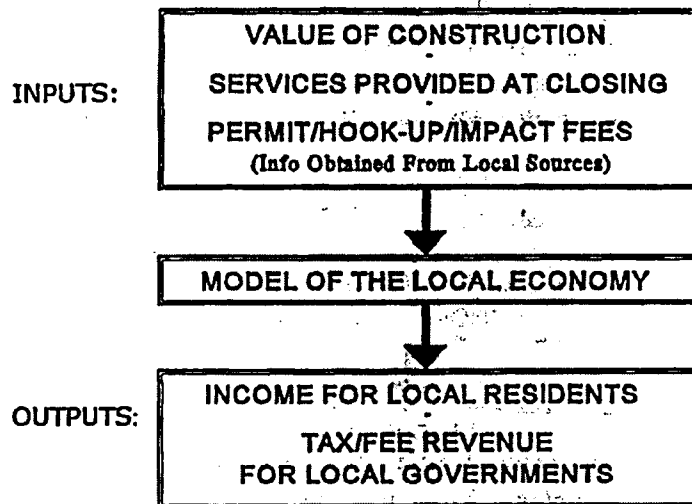 VALUE OF CONSTRUCTION
INPUTS:
SERVICES PROVIDED AT CLOSING
PERMIT/HOOK-UP/IMPACT FEES
(Info Obtained From Local Sources)
MODEL OF THE LOCAL ECONOMY
OUTPUTS:
INCOME FOR LOCAL RESIDENTS
TAX/FEE REVENUE
FOR LOCAL GOVERNMENTS